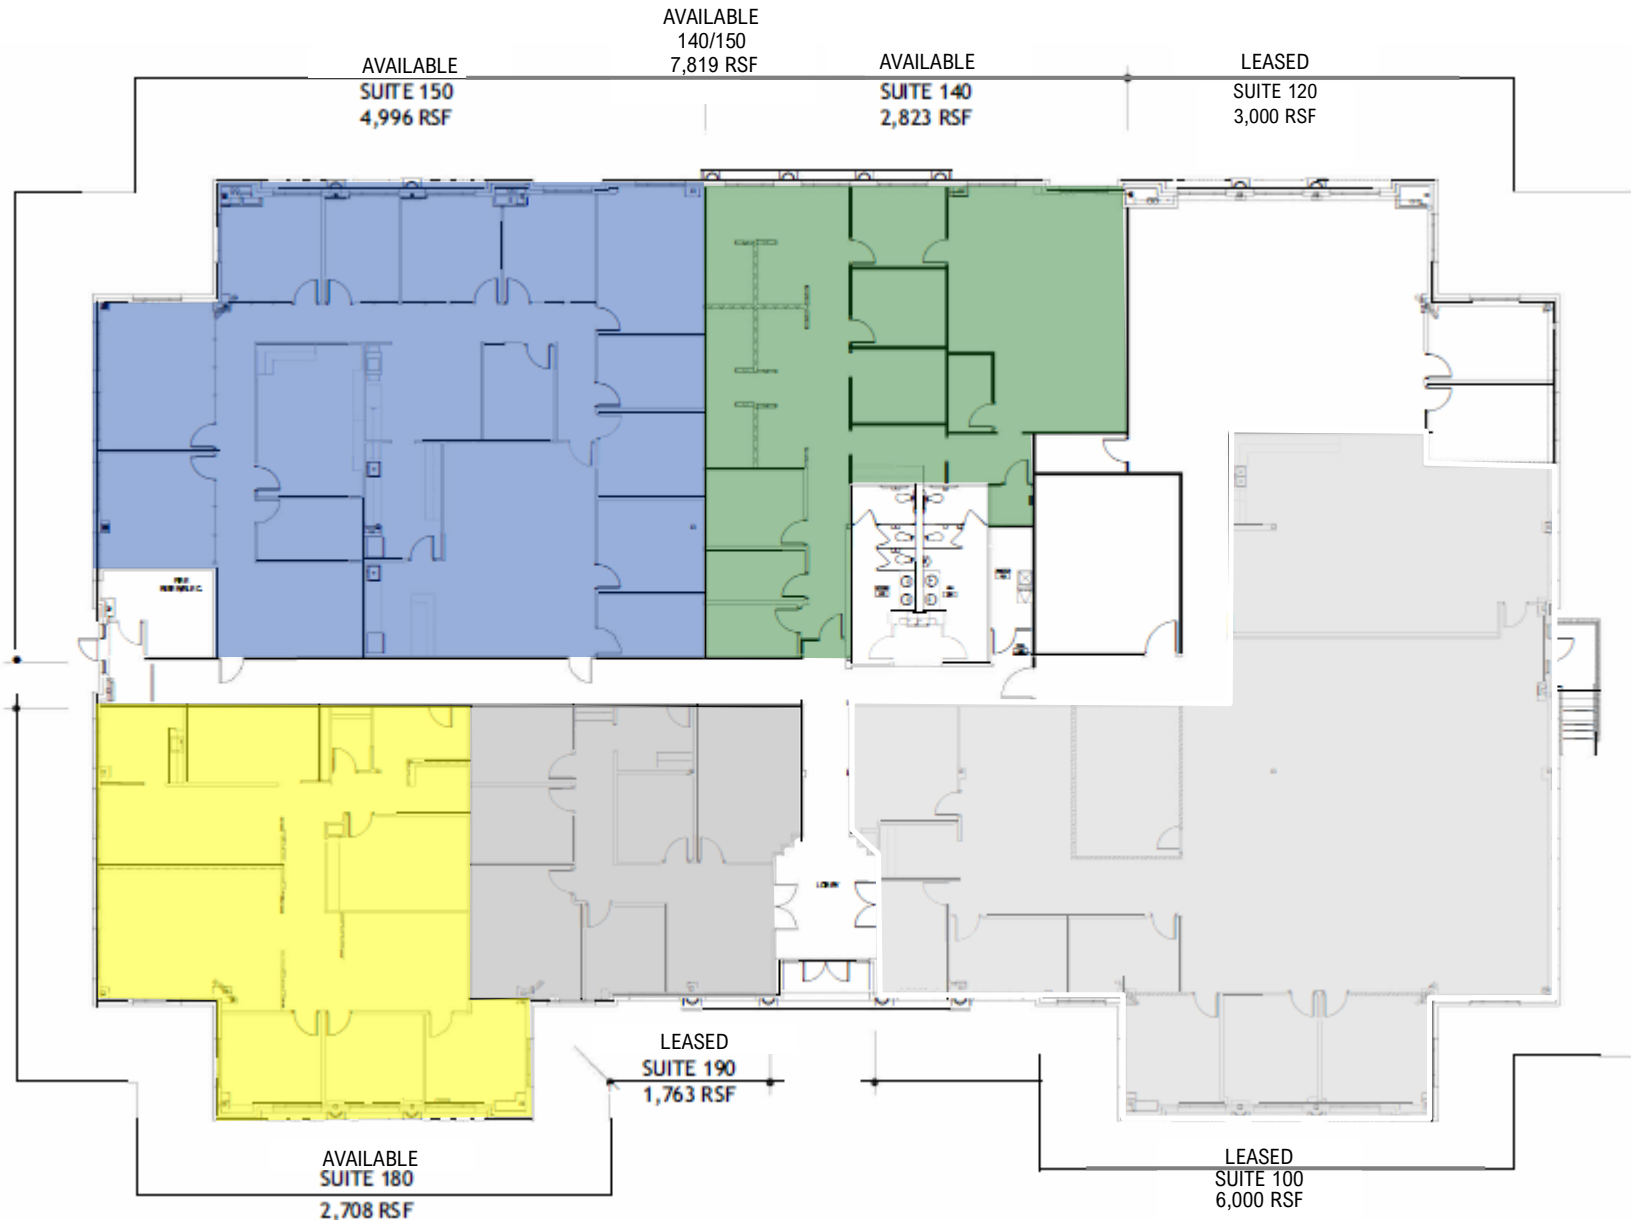 AVAILABLE
140/150
7,819 RSF
AVAILABLE
SUITE 150
4,996 RSF
AVAILABLE
SUITE 140
2,823 RSF
LEASED
SUITE 120
3,000 RSF
LOBBY
LEASED
SUITE 190
1,763 RSF
AVAILABLE
SUITE 180
2,708 RSF
LEASED
SUITE 100
6,000 RSF